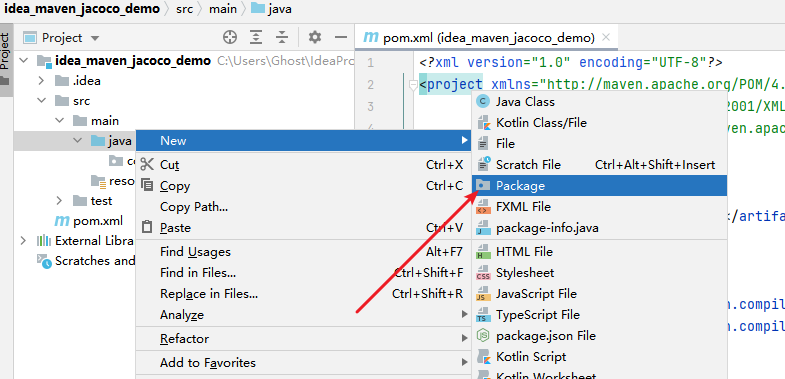 idea_maven_jacoco_demo › src › main › java
Project
Project
pom.xml (idea_maven_jacoco_demo)
idea_maven_jacoco_demo C:\Users\Ghost\IdeaPro
.idea
src
main
java
co
reso
test
pom.xml
External Libra
Scratches and
1
2
3
4
<?xml version="1.0" encoding="UTF-8"?>
<project xmlns="http://maven.apache.org/POM/4.
2001/XML
ven.apac
/artifa
n.compil
n.compil
New
Cut Ctrl+X
Copy Ctrl+C
Copy Path...
Paste Ctrl+V
Find Usages Alt+F7
Find in Files... Ctrl+Shift+F
Replace in Files... Ctrl+Shift+R
Analyze
Refactor
Add to Favorites
Java Class
Kotlin Class/File
File
Scratch File Ctrl+Alt+Shift+Insert
Package
FXML File
package-info.java
HTML File
Stylesheet
JavaScript File
TypeScript File
package.json File
Kotlin Script
Kotlin Worksheet